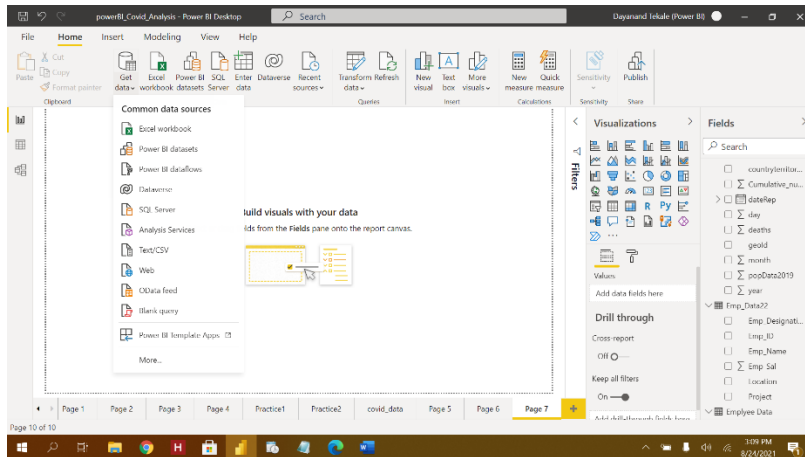 powerBI_Covid_Analysis - Power BI Desktop
Search
Dayanand Tekale (Power BI)
File Home Insert Modeling View Help
Paste
Cut
Copy
Format painter
Get data
Excel workbook
Power BI datasets
SQL Server
Enter data
Dataverse
Recent sources
Transform data
Refresh
New visual
Text box
More visuals
New measure
Quick measure
Sensitivity
Publish
Clipboard
Queries
Insert
Calculations
Sensitivity
Share
Common data sources
Excel workbook
Power BI datasets
Power BI dataflows
Dataverse
SQL Server
Analysis Services
Text/CSV
Web
OData feed
Blank query
Power BI Template Apps
More...
uild visuals with your data
lds from the Fields pane onto the report canvas.
Filters
Visualizations
R Py
Values
Add data fields here
Drill through
Cross-report
Off
Keep all filters
On
Add drill-through fields here
Fields
Search
countryterritor...
Cumulative_nu...
dateRep
day
deaths
geoId
month
popData2019
year
Emp_Data22
Emp_Designati...
Emp_ID
Emp_Name
Emp Sal
Location
Project
Emplyee Data
Page 1 Page 2 Page 3 Page 4 Practice1 Practice2 covid_data Page 5 Page 6 Page 7
Page 10 of 10
H
3:09 PM
8/24/2021